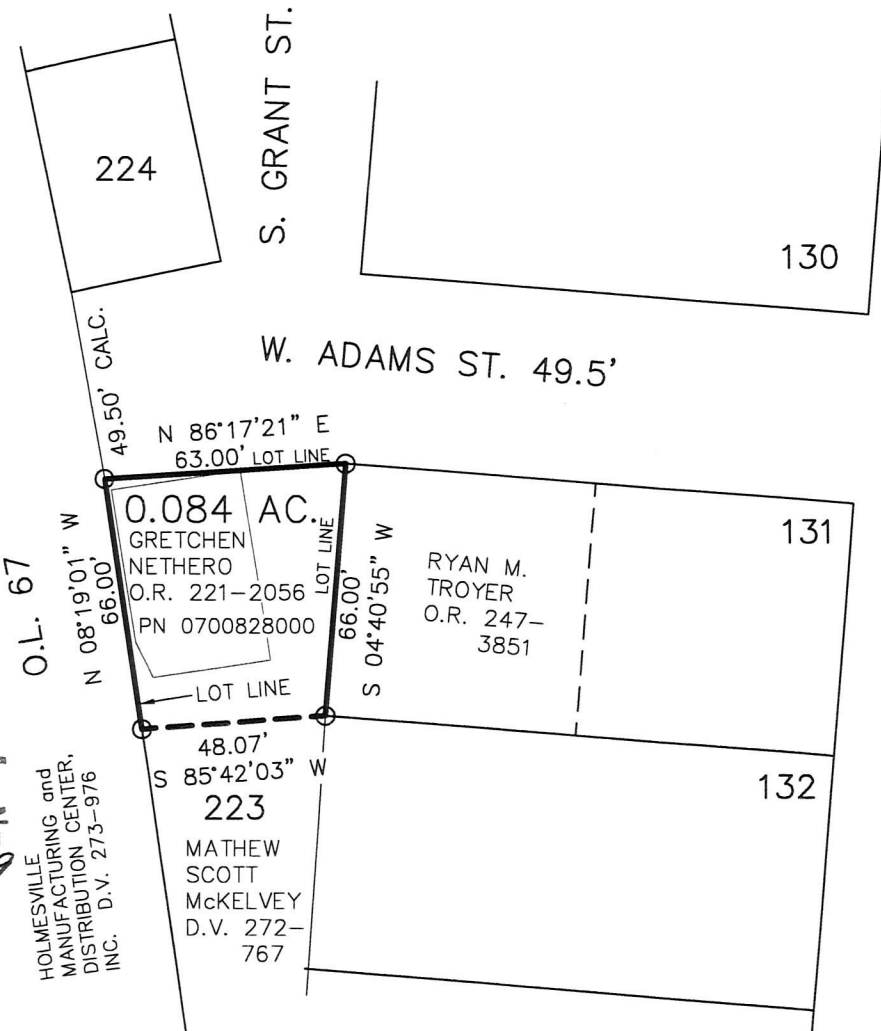 S. GRANT ST.
224
130
49.50' CALC.
W. ADAMS ST. 49.5'
N 86°17'21" E
63.00' LOT LINE
0.084 AC.
GRETCHEN
NETHERO
O.R. 221-2056
PN 0700828000
LOT LINE
LOT LINE
66.00'
S 04°40'55" W
O.L. 67
N 08°19'01" W
66.00'
RYAN M.
TROYER
O.R. 247-
3851
131
48.07'
S 85°42'03" W
223
132
MATHEW
SCOTT
McKELVEY
D.V. 272-
767
HOLMESVILLE
MANUFACTURING and
DISTRIBUTION CENTER,
INC. D.V. 273-976